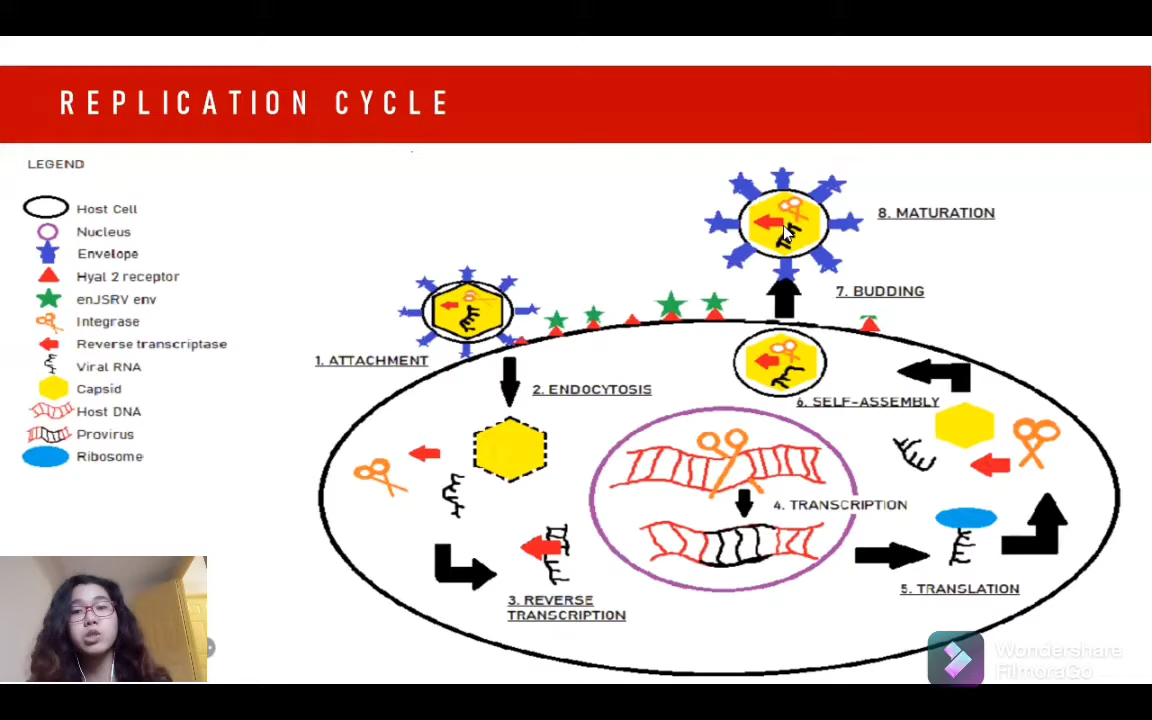 REPLICATION CYCLE
LEGEND
Host Cell
Nucleus
Envelope
Hyal 2 receptor
enJSRV env
Integrase
Reverse transcriptase
Viral RNA
Capsid
Host DNA
Provirus
Ribosome
1. ATTACHMENT
2. ENDOCYTOSIS
3. REVERSE
TRANSCRIPTION
4. TRANSCRIPTION
5. TRANSLATION
6. SELF-ASSEMBLY
7. BUDDING
8. MATURATION
Wondershare
FilmoraGo